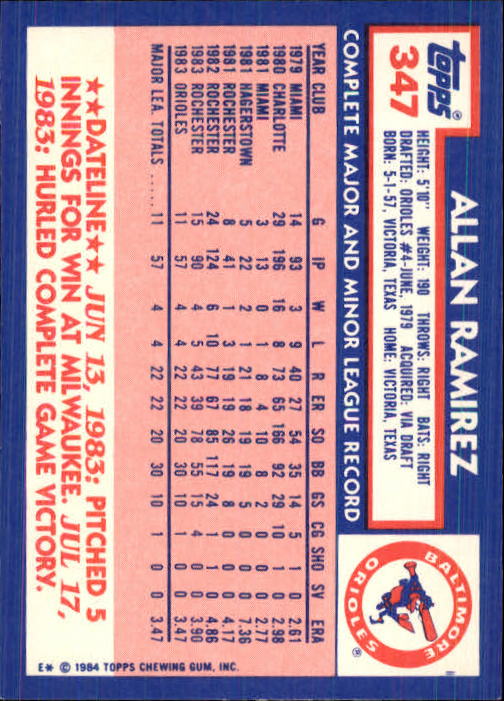 topps®
347
ALLAN RAMIREZ
HEIGHT: 5'10" WEIGHT: 190 THROWS: RIGHT BATS: RIGHT
DRAFTED: ORIOLES #4-JUNE, 1979 ACQUIRED: VIA DRAFT
BORN: 5-1-57, VICTORIA, TEXAS HOME: VICTORIA, TEXAS
BALTIMORE ORIOLES ®
COMPLETE MAJOR AND MINOR LEAGUE RECORD
YEAR CLUB G IP W L R ER SO BB GS CG SHO SV ERA
1979 MIAMI 14 93 3 9 40 27 54 35 14 5 1 0 2.61
1980 CHARLOTTE 29 196 16 8 73 65 166 92 29 10 1 0 2.98
1981 MIAMI 3 13 0 1 8 4 10 8 0 0 0 2.77
1981 HAGERSTOWN 5 22 2 1 21 18 19 19 5 0 0 0 7.36
1981 ROCHESTER 8 41 1 3 19 19 26 19 1 0 0 4.17
1982 ROCHESTER 24 124 6 10 77 67 85 117 24 1 0 0 4.86
1983 ROCHESTER 15 90 4 5 43 39 78 55 0 0 3.90
1983 ORIOLES 11 57 4 4 22 22 20 30 10 1 0 0 3.47
MAJOR LEA. TOTALS ..... 11 57 4 4 22 22 20 30 10 1 0 0 3.47
★★DATELINE★★ JUN 13, 1983: PITCHED 5
INNINGS FOR WIN AT MILWAUKEE. JUL 17,
1983: HURLED COMPLETE GAME VICTORY.
E* © 1984 TOPPS CHEWING GUM, INC.